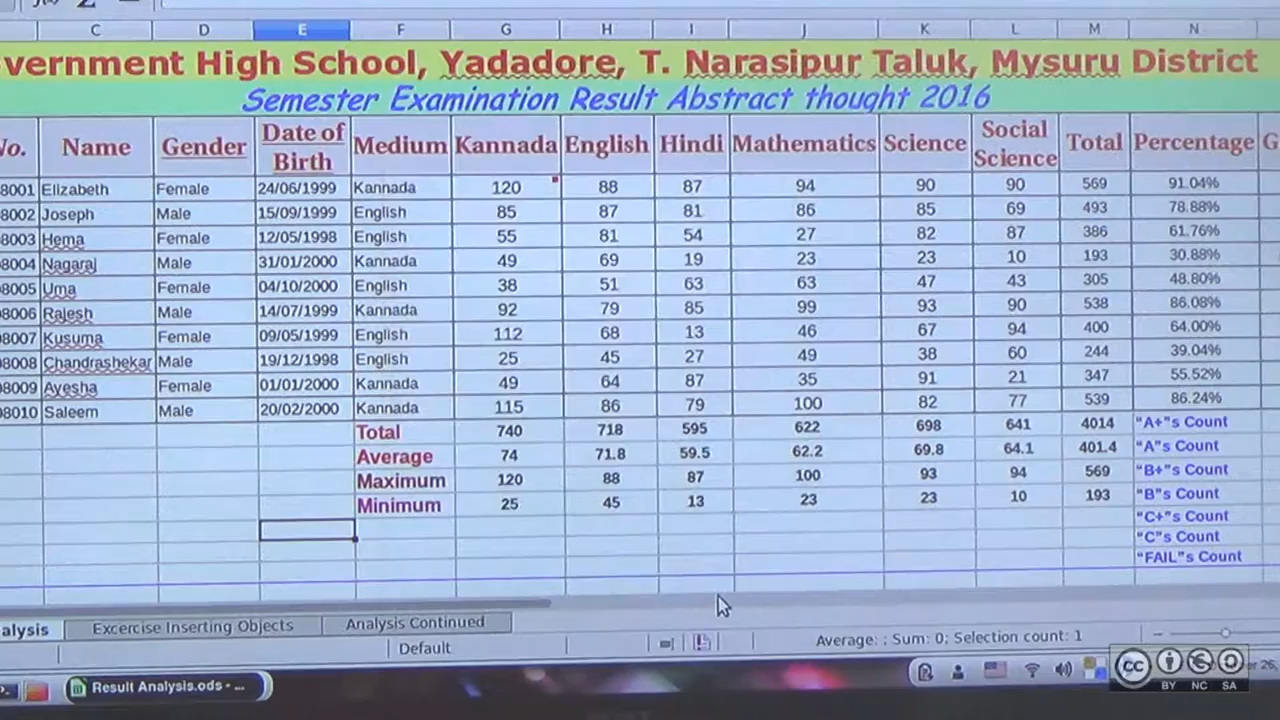 C D E F G H I J K L M N
vernment High School, Yadadore, T. Narasipur Taluk, Mysuru District
Semester Examination Result Abstract thought 2016
No. Name Gender Date of Birth Medium Kannada English Hindi Mathematics Science Social Science Total Percentage G
8001 Elizabeth Female 24/06/1999 Kannada 120 88 87 94 90 90 569 91.04%
8002 Joseph Male 15/09/1999 English 85 87 81 86 85 69 493 78.88%
8003 Hema Female 12/05/1998 English 55 81 54 27 82 87 386 61.76%
8004 Nagaraj Male 31/01/2000 Kannada 49 69 19 23 23 10 193 30.88%
8005 Uma Female 04/10/2000 English 38 51 63 63 47 43 305 48.80%
8006 Rajesh Male 14/07/1999 Kannada 92 79 85 99 93 90 538 86.08%
08007 Kusuma Female 09/05/1999 English 112 68 13 46 67 94 400 64.00%
08008 Chandrashekar Male 19/12/1998 English 25 45 27 49 38 60 244 39.04%
08009 Ayesha Female 01/01/2000 Kannada 49 64 87 35 91 21 347 55.52%
08010 Saleem Male 20/02/2000 Kannada 115 86 79 100 82 77 539 86.24%
Total 740 718 595 622 698 641 4014 "A+"s Count
Average 74 71.8 59.5 62.2 69.8 64.1 401.4 "A"s Count
Maximum 120 88 87 100 93 94 569 "B+"s Count
Minimum 25 45 13 23 23 10 193 "B"s Count
"C+"s Count
"C"s Count
"FAIL"s Count
alysis Excercise Inserting Objects Analysis Continued
Default Average: ; Sum: 0; Selection count: 1
Result Analysis.ods - ...
er 26,
CC BY NC SA